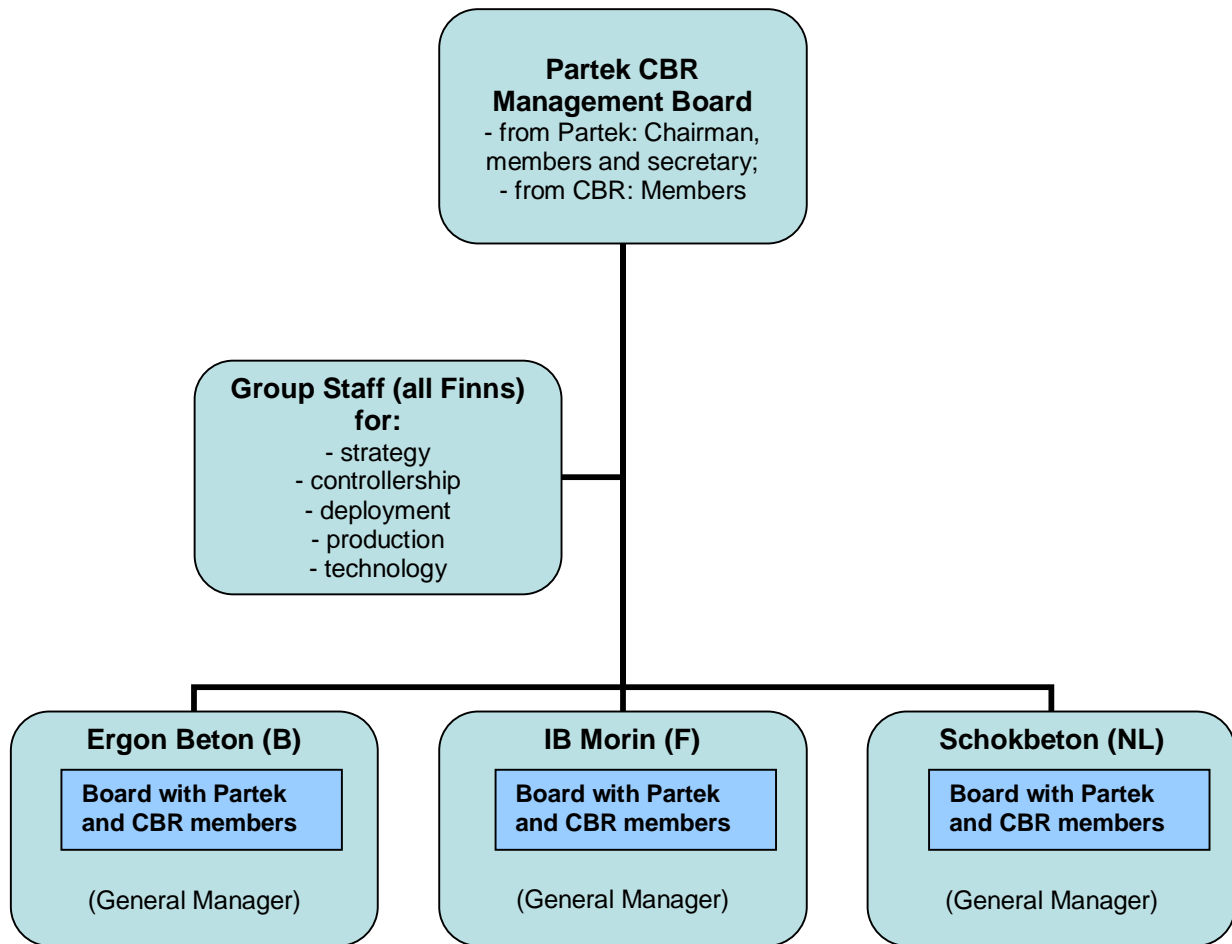 Partek CBR
Management Board
- from Partek: Chairman,
members and secretary;
- from CBR: Members
Group Staff (all Finns)
for:
- strategy
- controllership
- deployment
- production
- technology
Ergon Beton (B)
Board with Partek
and CBR members
(General Manager)
IB Morin (F)
Board with Partek
and CBR members
(General Manager)
Schokbeton (NL)
Board with Partek
and CBR members
(General Manager)